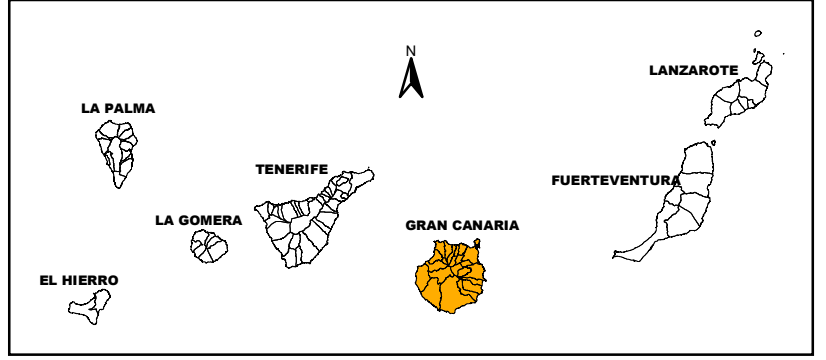 N
LANZAROTE
LA PALMA
TENERIFE
FUERTEVENTURA
LA GOMERA
GRAN CANARIA
EL HIERRO